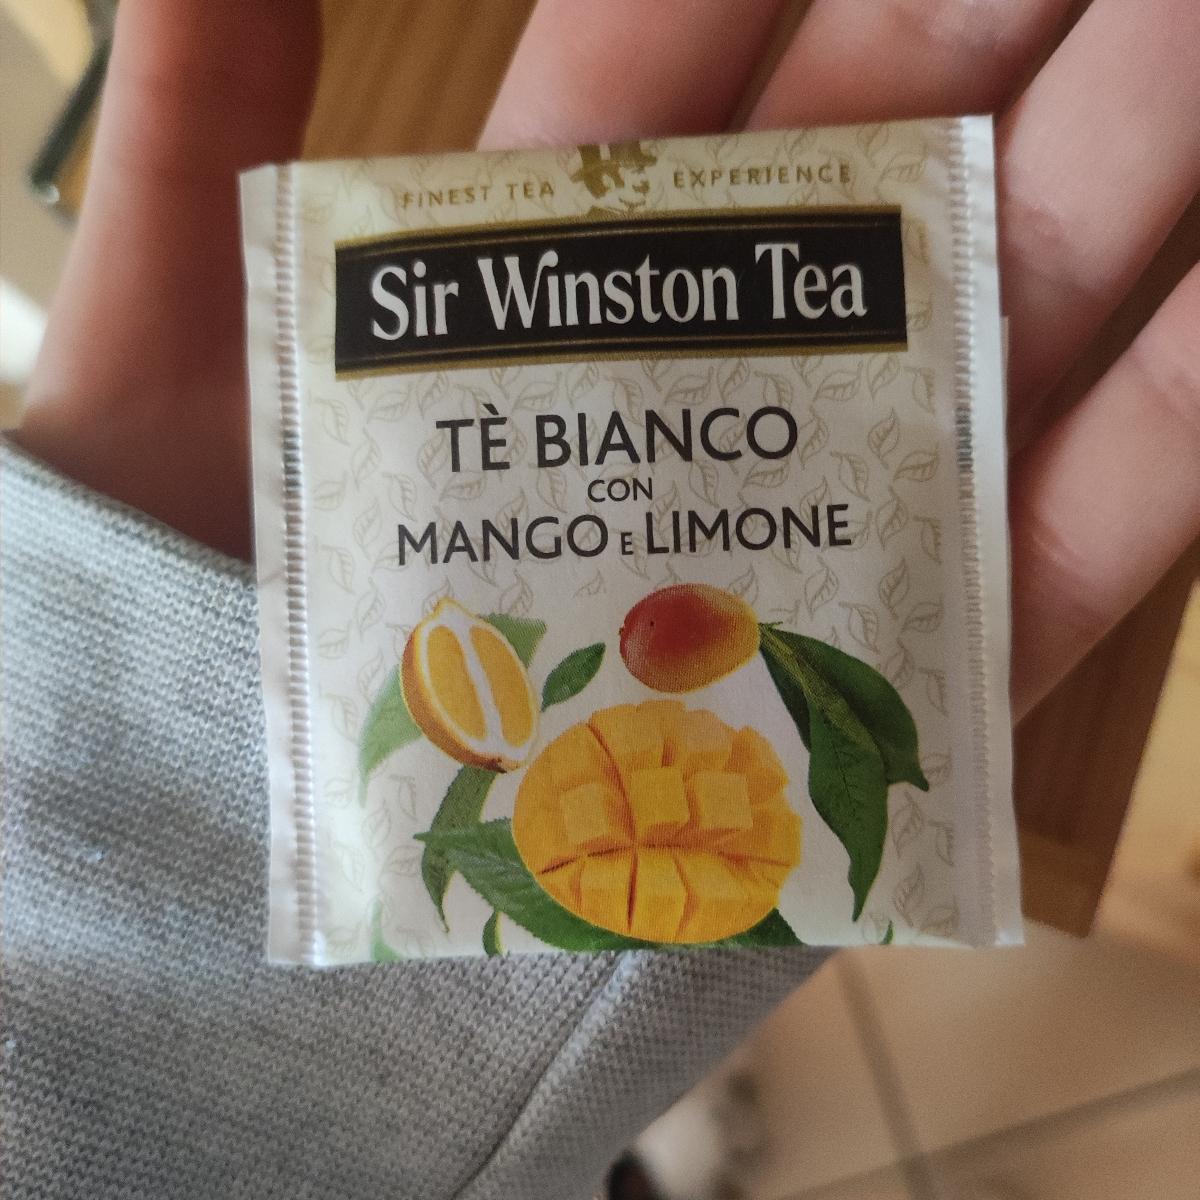 FINEST TEA EXPERIENCE
Sir Winston Tea
TÈ BIANCO
CON
MANGO E LIMONE